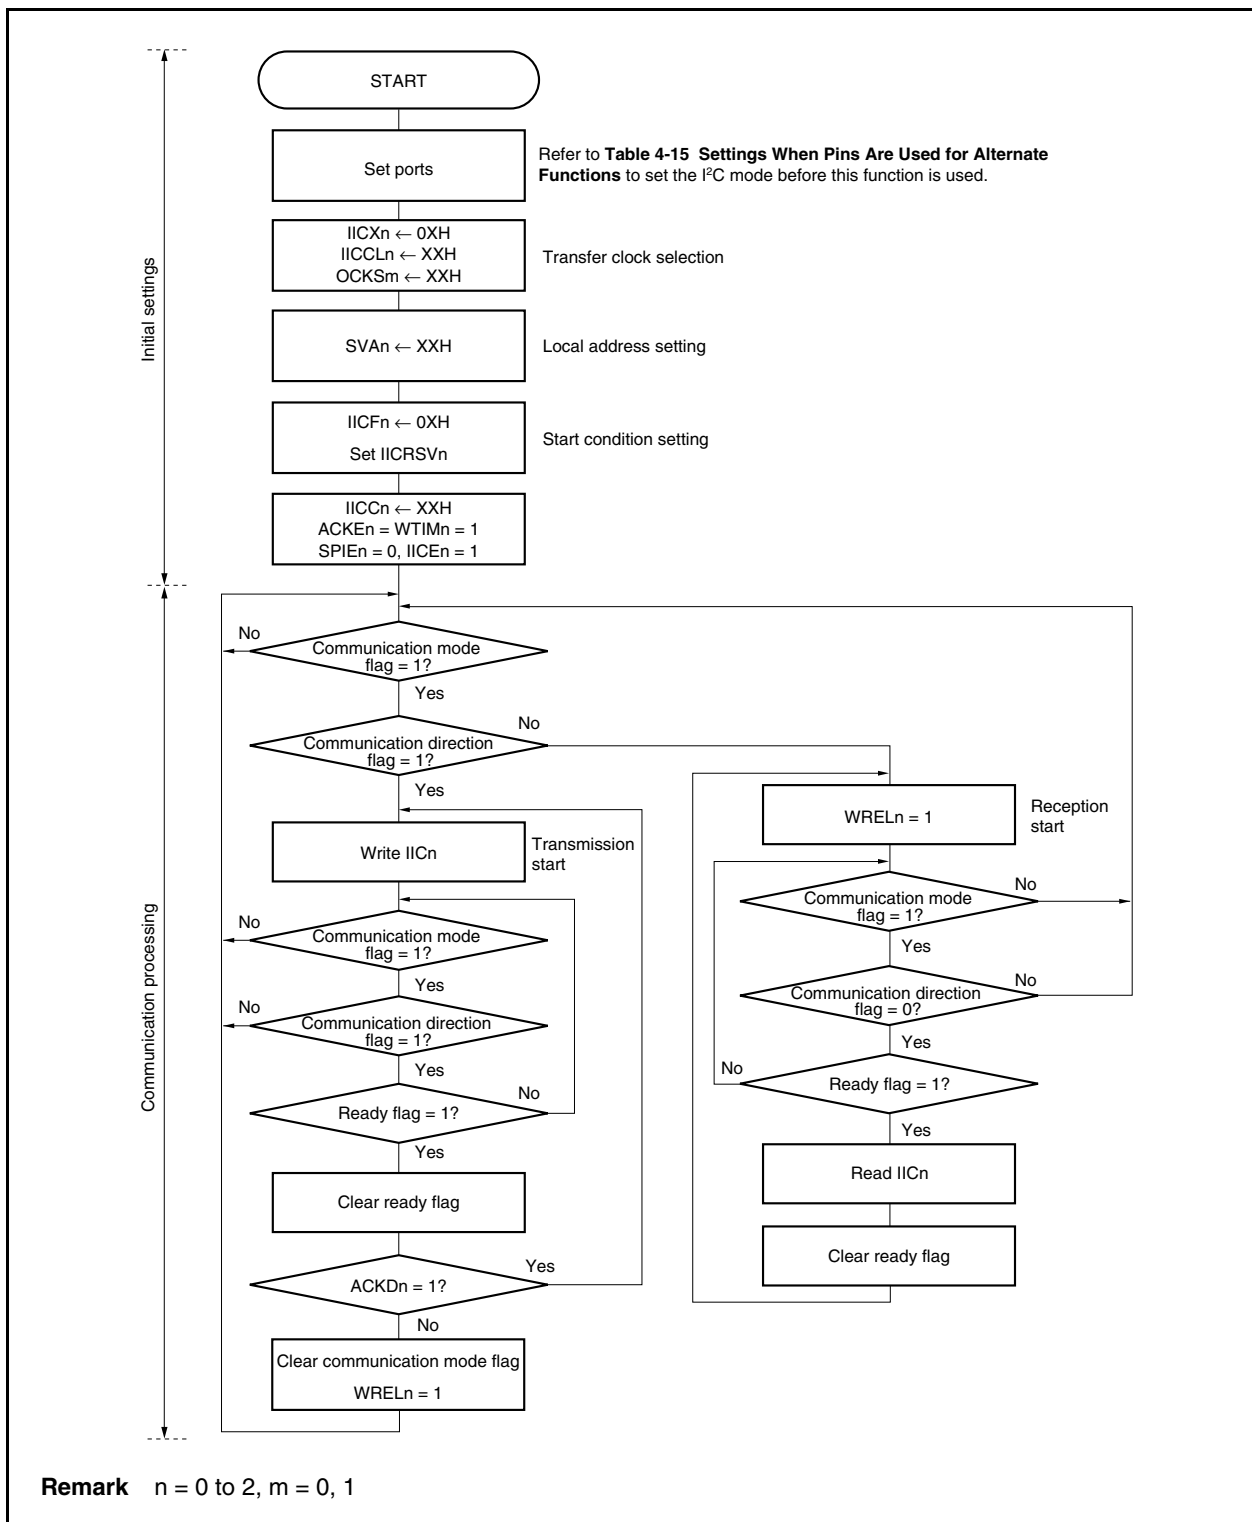 START
Set ports
Refer to Table 4-15 Settings When Pins Are Used for Alternate
Functions to set the I²C mode before this function is used.
IICXn ← 0XH
IICCLn ← XXH
OCKSm ← XXH
Transfer clock selection
Initial settings
SVAn ← XXH
Local address setting
IICFn ← 0XH
Set IICRSVn
Start condition setting
IICCn ← XXH
ACKEn = WTIMn = 1
SPIEn = 0, IICEn = 1
No
Communication mode
flag = 1?
Yes
No
Communication direction
flag = 1?
Yes
Write IICn
Transmission
start
No
Communication mode
flag = 1?
Yes
No
Communication direction
flag = 1?
Yes
No
Ready flag = 1?
Yes
Clear ready flag
Yes
ACKDn = 1?
No
Clear communication mode flag
WRELn = 1
Communication processing
WRELn = 1
Reception
start
No
Communication mode
flag = 1?
Yes
No
Communication direction
flag = 0?
Yes
No
Ready flag = 1?
Yes
Read IICn
Clear ready flag
Remark n = 0 to 2, m = 0, 1